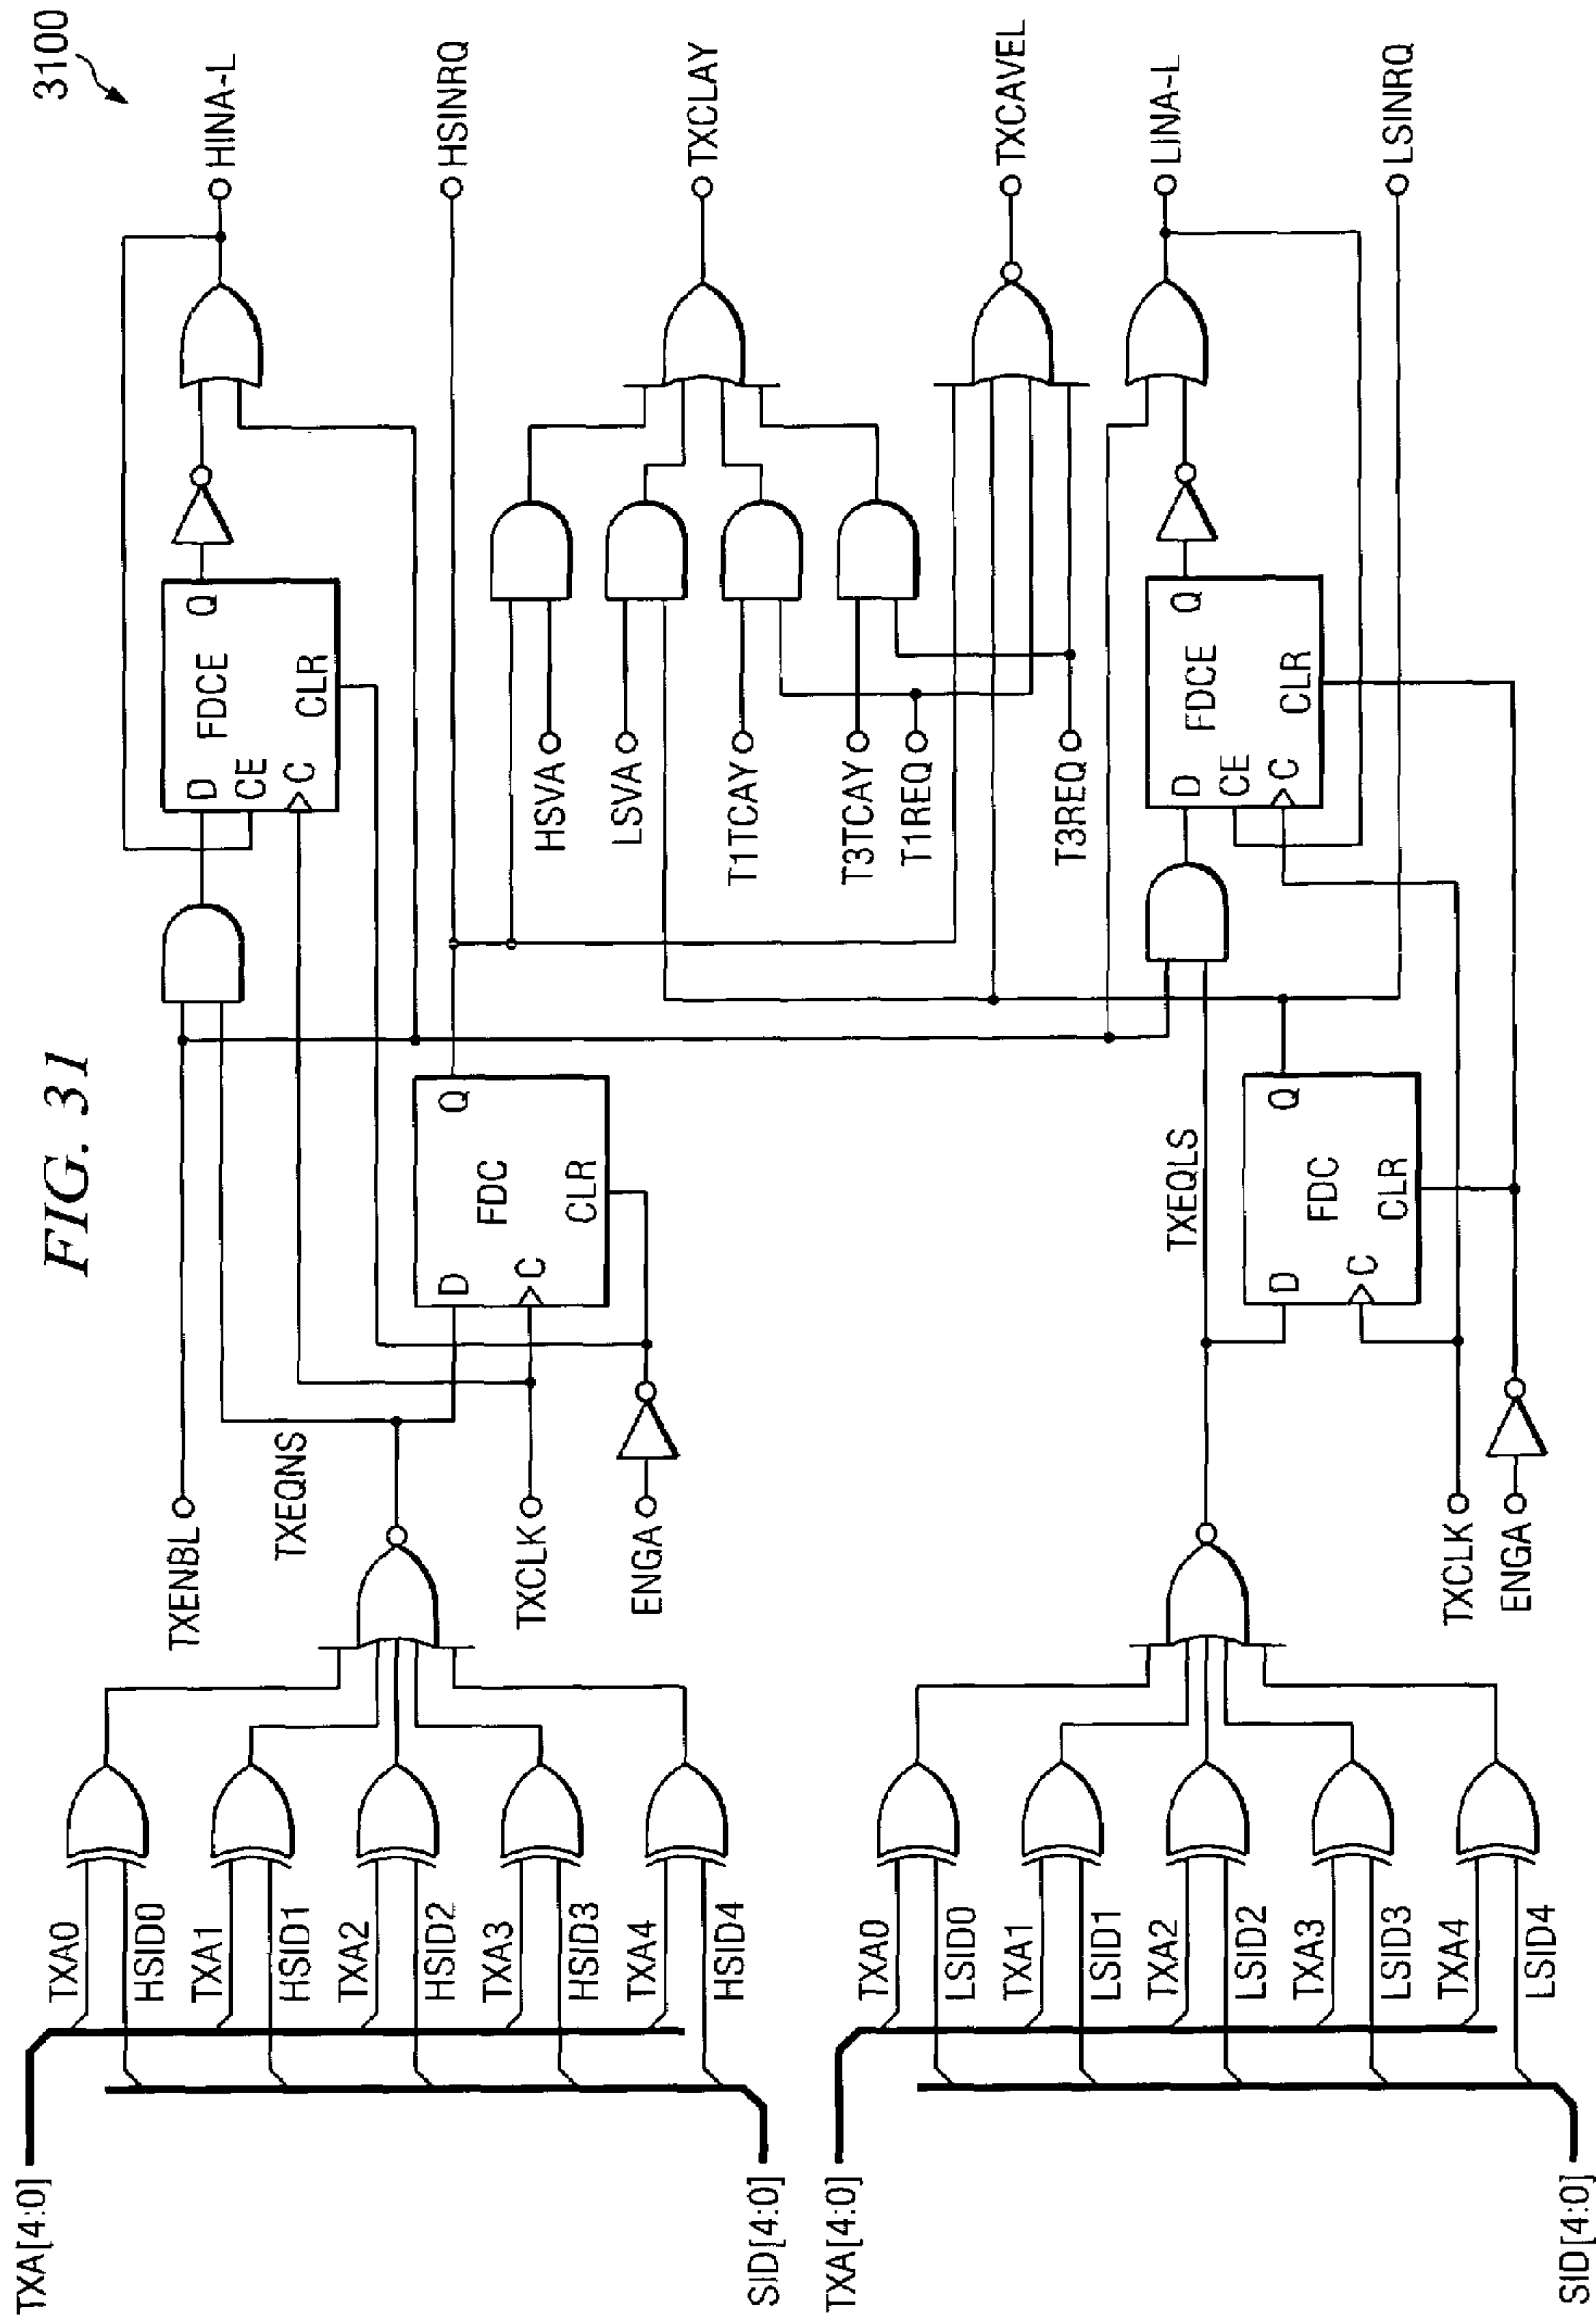 FIG. 31
3100
TXA[4:0]
TXA0
HSID0
TXA1
HSID1
TXA2
HSID2
TXA3
HSID3
TXA4
HSID4
SID[4:0]
TXENBL
TXEQNS
TXCLK
ENGA
D
C
FDC
CLR
Q
D
CE
C
FDCE
CLR
Q
HINA-L
HSINRQ
HSVA
LSVA
T1TCAY
T3TCAY
T1REQ
T3REQ
TXCLAY
TXCAVEL
TXA[4:0]
TXA0
LSID0
TXA1
LSID1
TXA2
LSID2
TXA3
LSID3
TXA4
LSID4
SID[4:0]
TXEQLS
TXCLK
ENGA
D
C
FDC
CLR
Q
D
CE
C
FDCE
CLR
Q
LINA-L
LSINRQ